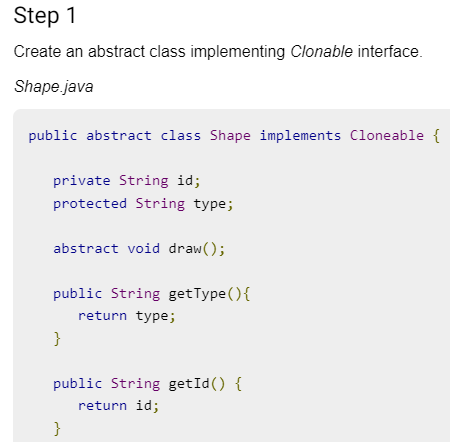 Step 1
Create an abstract class implementing Clonable interface.
Shape.java
public abstract class Shape implements Cloneable {
private String id;
protected String type;
abstract void draw();
public String getType(){
return type;
}
public String getId() {
return id;
}